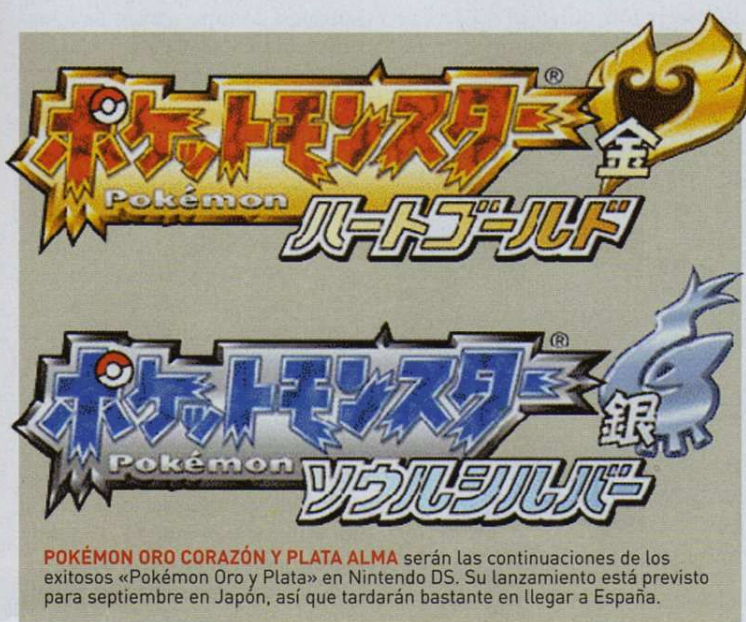 ポケットモンスター®
Pokémon
金
ハートゴールド
ポケットモンスター®
Pokémon
銀
ソウルシルバー
POKÉMON ORO CORAZÓN Y PLATA ALMA serán las continuaciones de los
exitosos «Pokémon Oro y Plata» en Nintendo DS. Su lanzamiento está previsto
para septiembre en Japón, así que tardarán bastante en llegar a España.